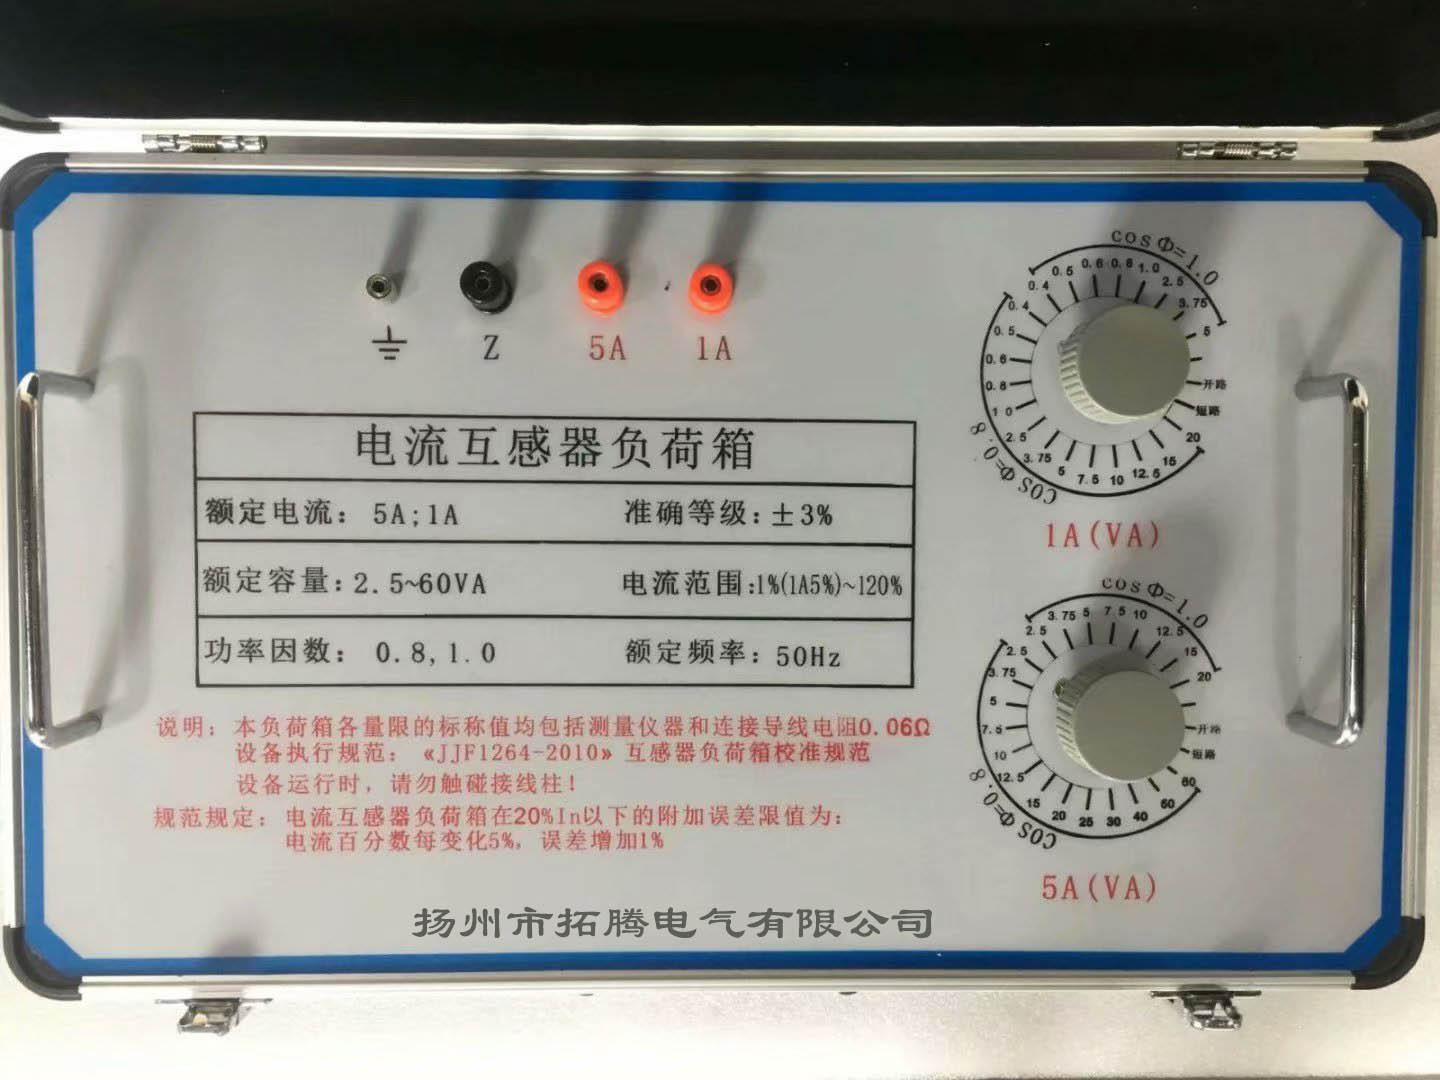 Z 5A 1A
电流互感器负荷箱
额定电流: 5A;1A 准确等级:±3%
额定容量:2.5~60VA 电流范围:1%(1A5%)~120%
功率因数: 0.8,1.0 额定频率: 50Hz
说明: 本负荷箱各量限的标称值均包括测量仪器和连接导线电阻0.06Ω
设备执行规范: 《JJF1264-2010》互感器负荷箱校准规范
设备运行时, 请勿触碰接线柱!
规范规定: 电流互感器负荷箱在20%In以下的附加误差限值为:
电流百分数每变化5%, 误差增加1%
扬州市拓腾电气有限公司
cosΦ=1.0
0.4 0.5 0.6 0.8 1.0 2.5 3.75 5
开路
短路
20 15 12.5 10 7.5 5 3.75 2.5 1 0 0.8 0.6 0.5 0.4
COSΦ=0.8
1A(VA)
cosΦ=1.0
2.5 3.75 5 7.5 10 12.5 15 20
开路
短路
60 50 40 30 25 20 15 12.5 10 7.5 5 3.75 2.5
COSΦ=0.8
5A(VA)